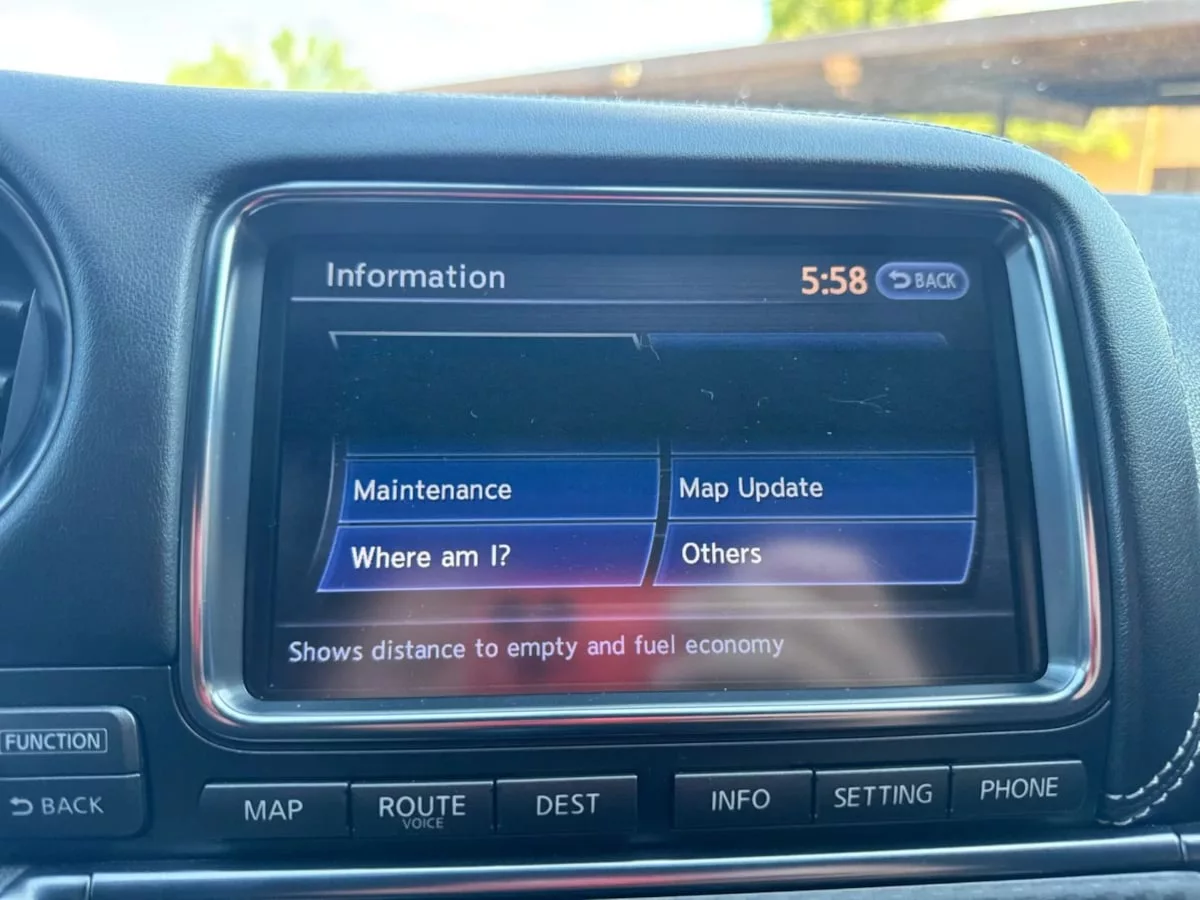 Information 5:58 BACK
Maintenance Map Update
Where am I? Others
Shows distance to empty and fuel economy
FUNCTION
BACK MAP ROUTE DEST INFO SETTING PHONE
VOICE